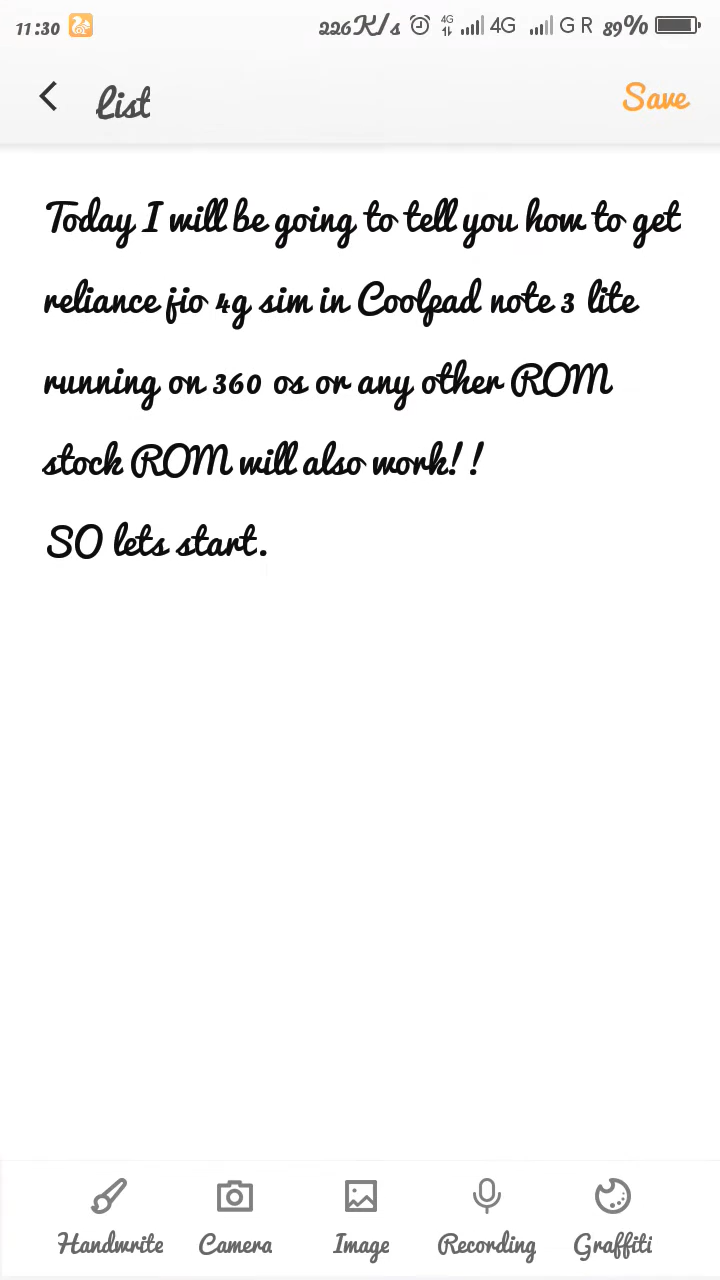 11:30 226K/s 4G 4G G R 89%
List Save
Today I will be going to tell you how to get
reliance jio 4g sim in Coolpad note 3 lite
running on 360 os or any other ROM
stock ROM will also work!!
SO lets start.
Handwrite Camera Image Recording Graffiti